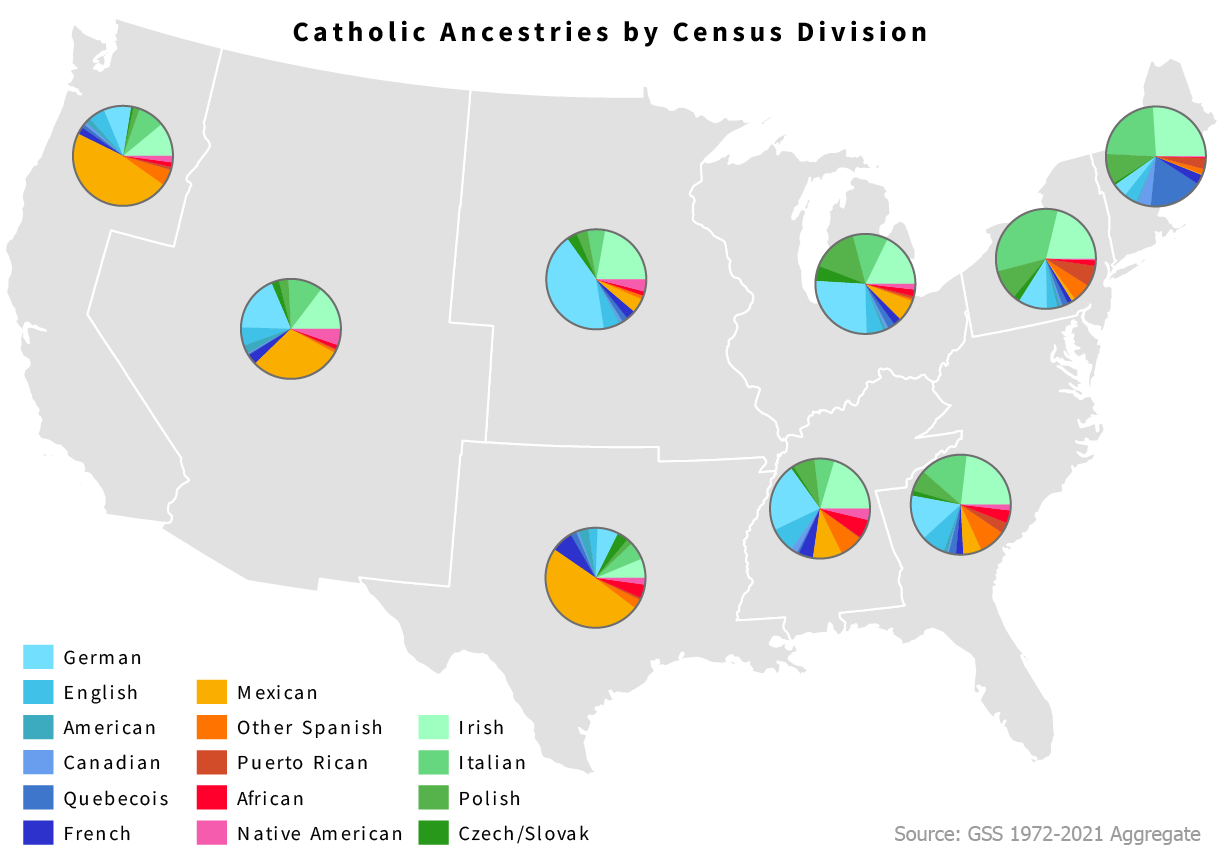 Catholic Ancestries by Census Division
German
English
American
Canadian
Quebecois
French
Mexican
Other Spanish
Puerto Rican
African
Native American
Irish
Italian
Polish
Czech/Slovak
Source: GSS 1972-2021 Aggregate